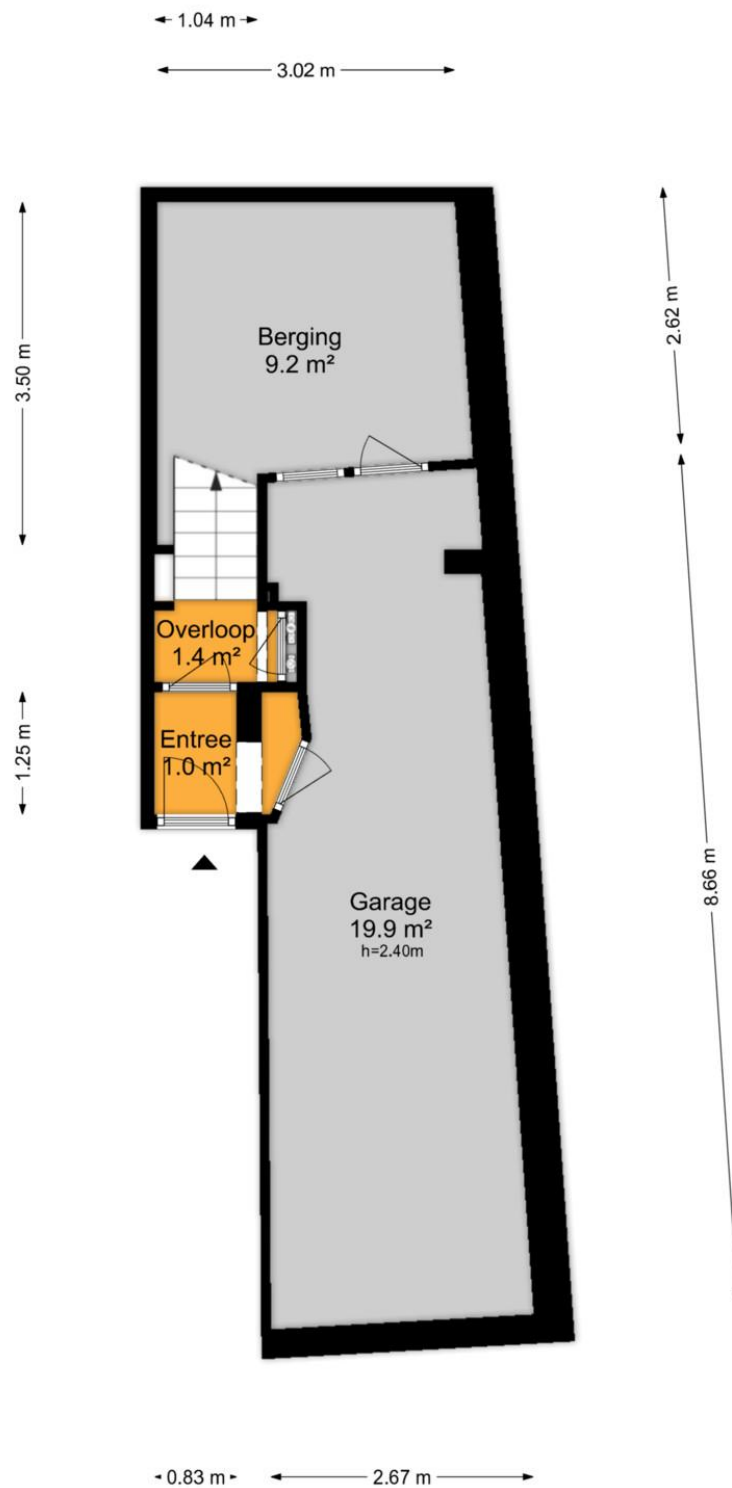 1.04 m
3.02 m
3.50 m
2.62 m
Berging
9.2 m²
Overloop
1.4 m²
1.25 m
Entree
1.0 m²
8.66 m
Garage
19.9 m²
h=2.40m
0.83 m
2.67 m